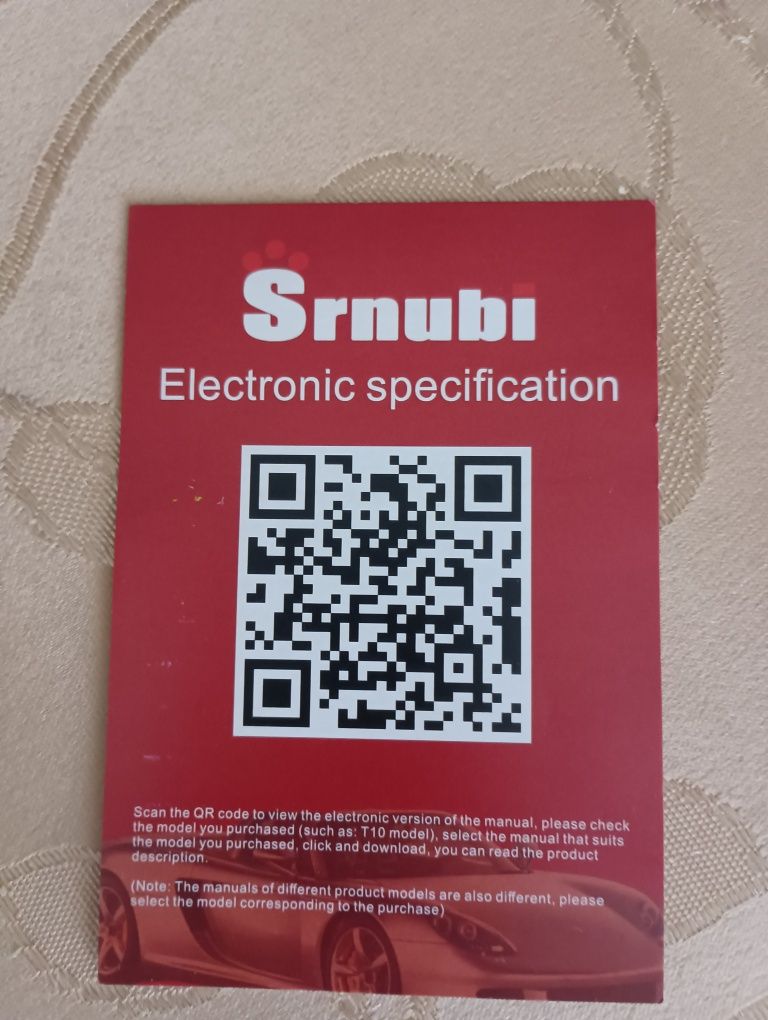 Srnubi
Electronic specification
Scan the QR code to view the electronic version of the manual, please check
the model you purchased (such as: T10 model), select the manual that suits
the model you purchased, click and download, you can read the product
description.
(Note: The manuals of different product models are also different, please
select the model corresponding to the purchase)